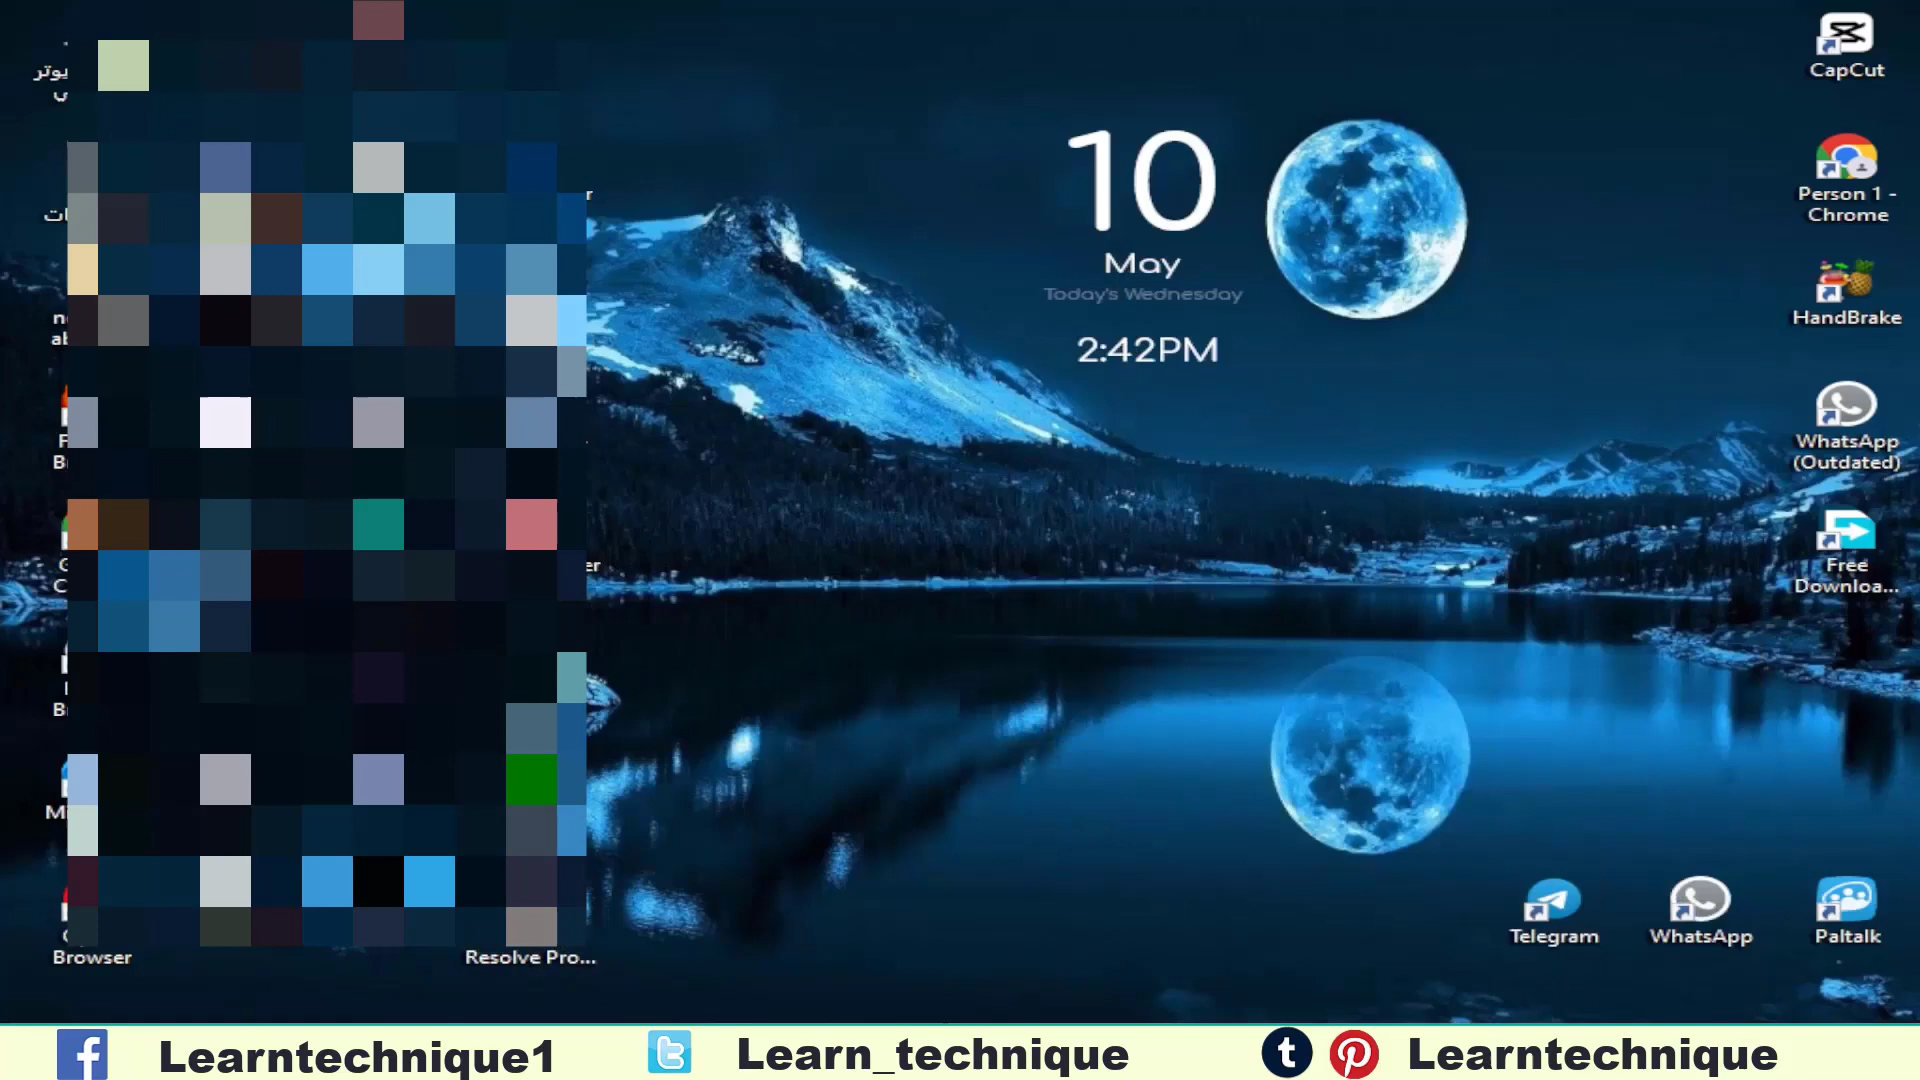 CapCut
10
May
Today's Wednesday
2:42PM
Person 1 -
Chrome
HandBrake
WhatsApp
(Outdated)
Free
Downloa...
Telegram
WhatsApp
Paltalk
Browser
Resolve Pro...
Learntechnique1
Learn_technique
Learntechnique